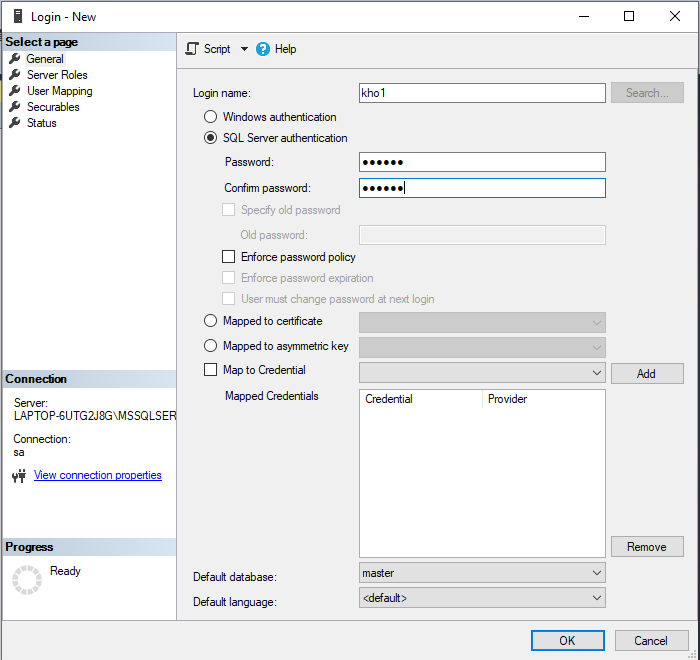 Login - New
Select a page
General
Server Roles
User Mapping
Securables
Status
Script
Help
Login name:
kho1
Search...
Windows authentication
SQL Server authentication
Password:
●●●●●●
Confirm password:
●●●●●●
Specify old password
Old password:
Enforce password policy
Enforce password expiration
User must change password at next login
Mapped to certificate
Mapped to asymmetric key
Map to Credential
Add
Mapped Credentials
Credential Provider
Remove
Default database:
master
Default language:
<default>
Connection
Server:
LAPTOP-6UTG2J8G\MSSQLSER
Connection:
sa
View connection properties
Progress
Ready
OK
Cancel